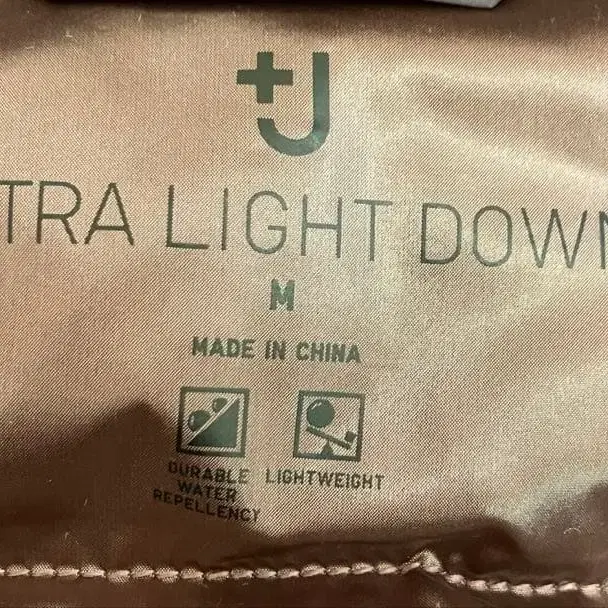 +J
TRA LIGHT DOWN
M
MADE IN CHINA
DURABLE
WATER
REPELLENCY
LIGHTWEIGHT